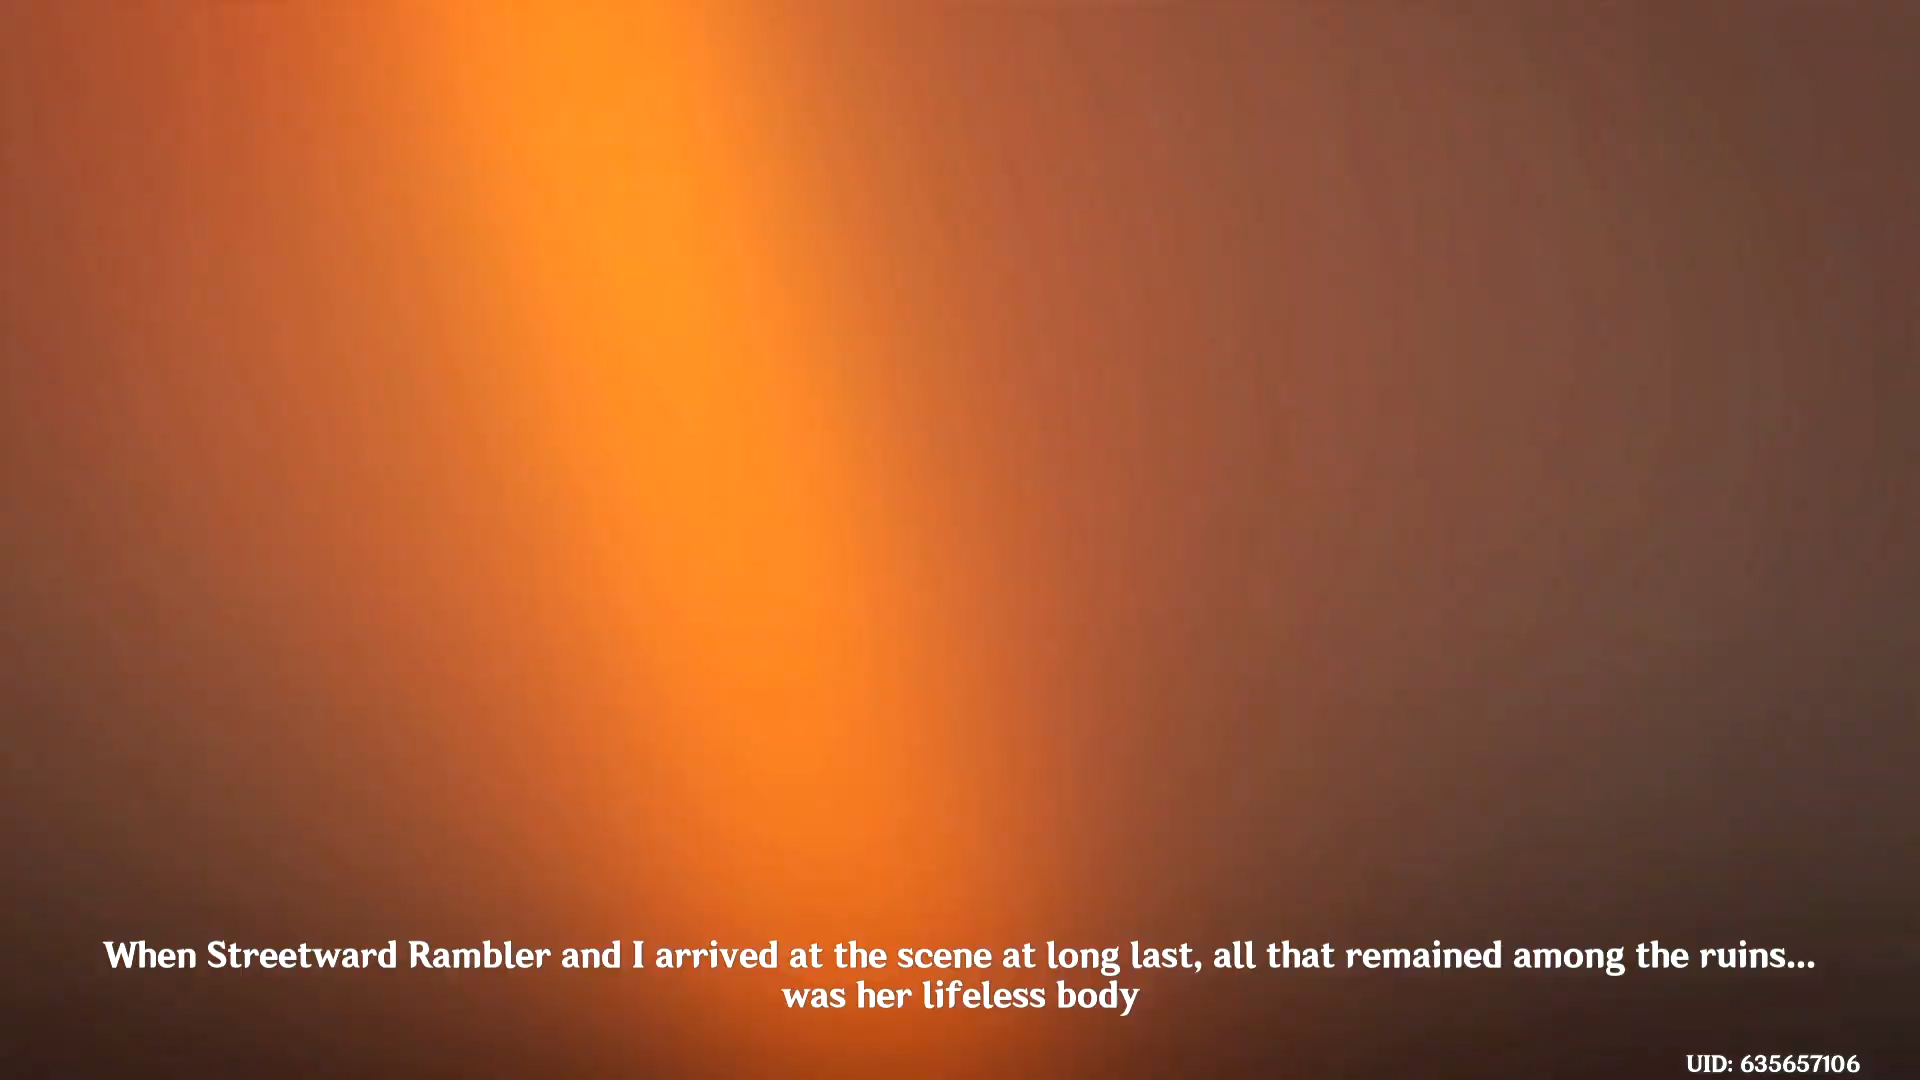 When Streetward Rambler and I arrived at the scene at long last, all that remained among the ruins...
was her lifeless body
UID: 635657106